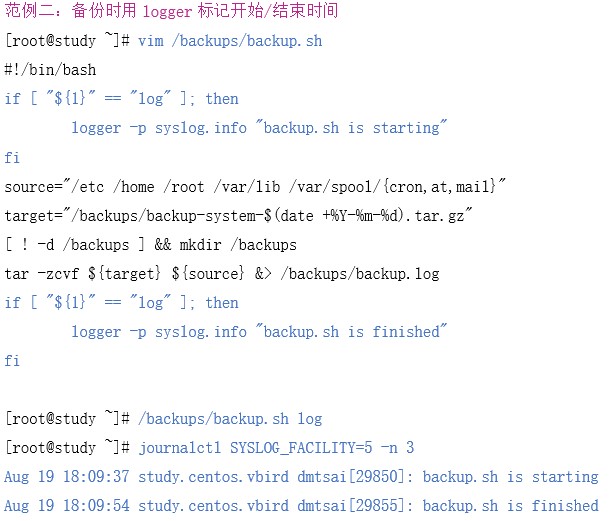 范例二：备份时用 logger 标记开始/结束时间
[root@study ~]# vim /backups/backup.sh
#!/bin/bash
if [ "${1}" == "log" ]; then
        logger -p syslog.info "backup.sh is starting"
fi
source="/etc /home /root /var/lib /var/spool/{cron,at,mail}"
target="/backups/backup-system-$(date +%Y-%m-%d).tar.gz"
[ ! -d /backups ] && mkdir /backups
tar -zcvf ${target} ${source} &> /backups/backup.log
if [ "${1}" == "log" ]; then
        logger -p syslog.info "backup.sh is finished"
fi
[root@study ~]# /backups/backup.sh log
[root@study ~]# journalctl SYSLOG_FACILITY=5 -n 3
Aug 19 18:09:37 study.centos.vbird dmtsai[29850]: backup.sh is starting
Aug 19 18:09:54 study.centos.vbird dmtsai[29855]: backup.sh is finished